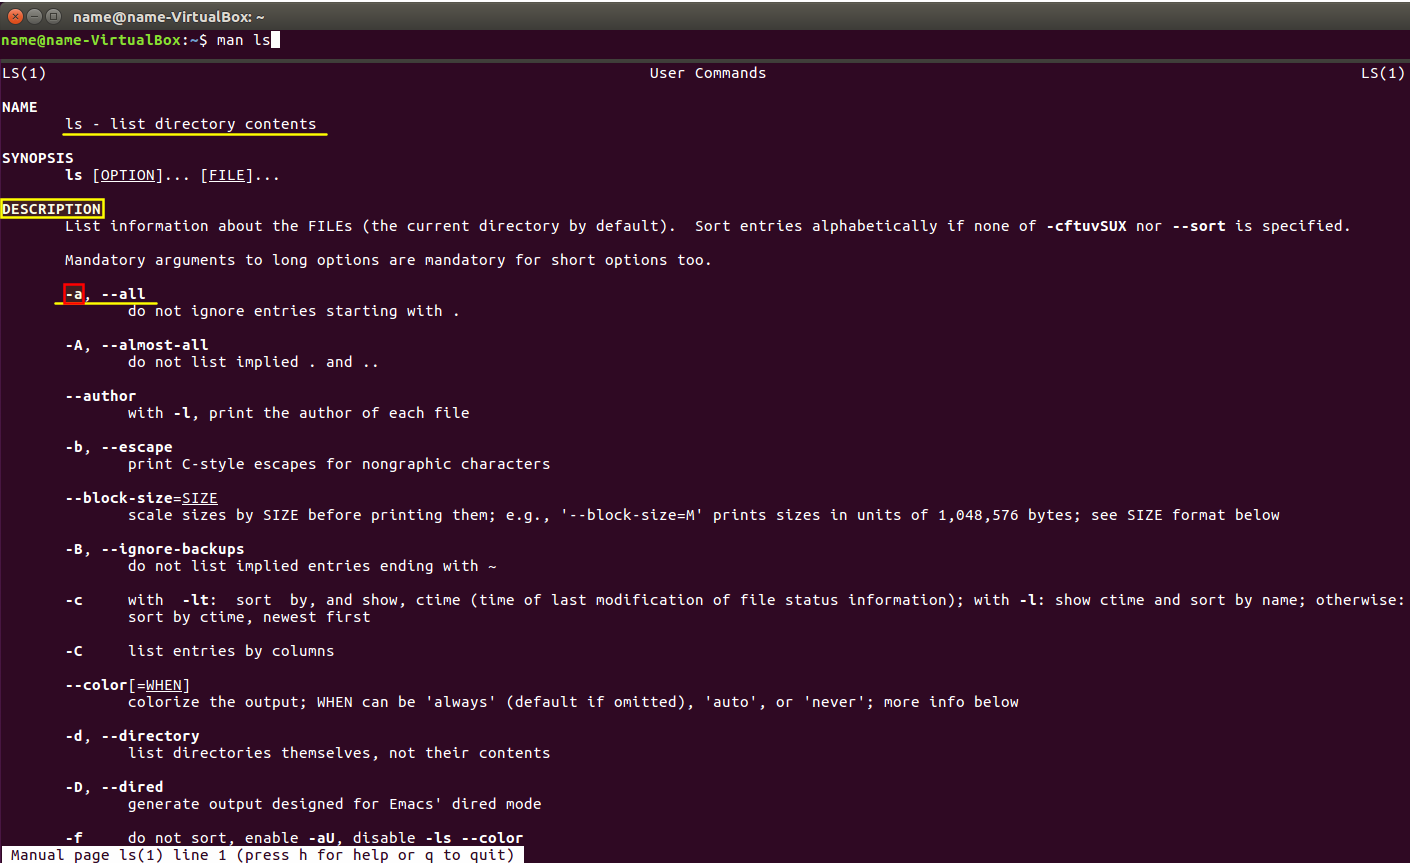 name@name-VirtualBox: ~
name@name-VirtualBox:~$ man ls
LS(1) User Commands LS(1)
NAME
ls - list directory contents
SYNOPSIS
ls [OPTION]... [FILE]...
DESCRIPTION
List information about the FILEs (the current directory by default).  Sort entries alphabetically if none of -cftuvSUX nor --sort is specified.
Mandatory arguments to long options are mandatory for short options too.
-a, --all
do not ignore entries starting with .
-A, --almost-all
do not list implied . and ..
--author
with -l, print the author of each file
-b, --escape
print C-style escapes for nongraphic characters
--block-size=SIZE
scale sizes by SIZE before printing them; e.g., '--block-size=M' prints sizes in units of 1,048,576 bytes; see SIZE format below
-B, --ignore-backups
do not list implied entries ending with ~
-c with  -lt:  sort  by, and show, ctime (time of last modification of file status information); with -l: show ctime and sort by name; otherwise:
sort by ctime, newest first
-C list entries by columns
--color[=WHEN]
colorize the output; WHEN can be 'always' (default if omitted), 'auto', or 'never'; more info below
-d, --directory
list directories themselves, not their contents
-D, --dired
generate output designed for Emacs' dired mode
-f do not sort, enable -aU, disable -ls --color
Manual page ls(1) line 1 (press h for help or q to quit)